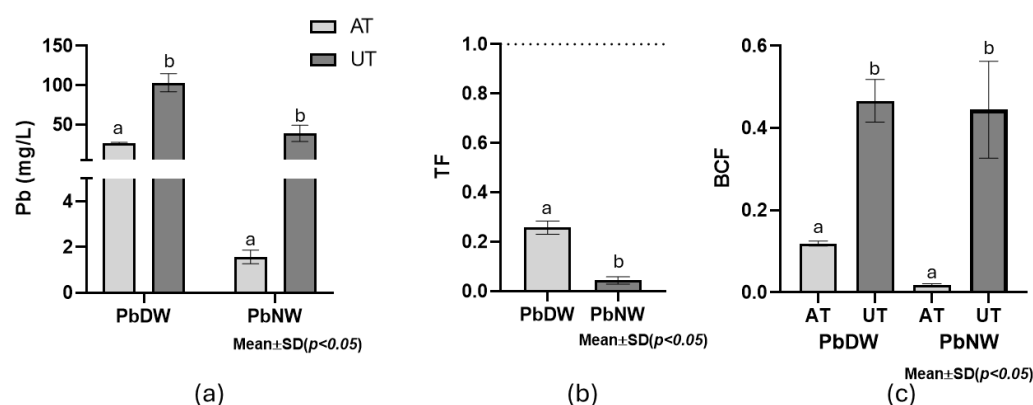 AT
UT
Pb (mg/L)
150
100
50
4
2
0
a
b
a
b
PbDW
PbNW
Mean±SD(p<0.05)
(a)
TF
1.0
0.8
0.6
0.4
0.2
0.0
a
b
PbDW
PbNW
Mean±SD(p<0.05)
(b)
BCF
0.6
0.4
0.2
0.0
a
b
a
b
AT UT AT UT
PbDW PbNW
Mean±SD(p<0.05)
(c)